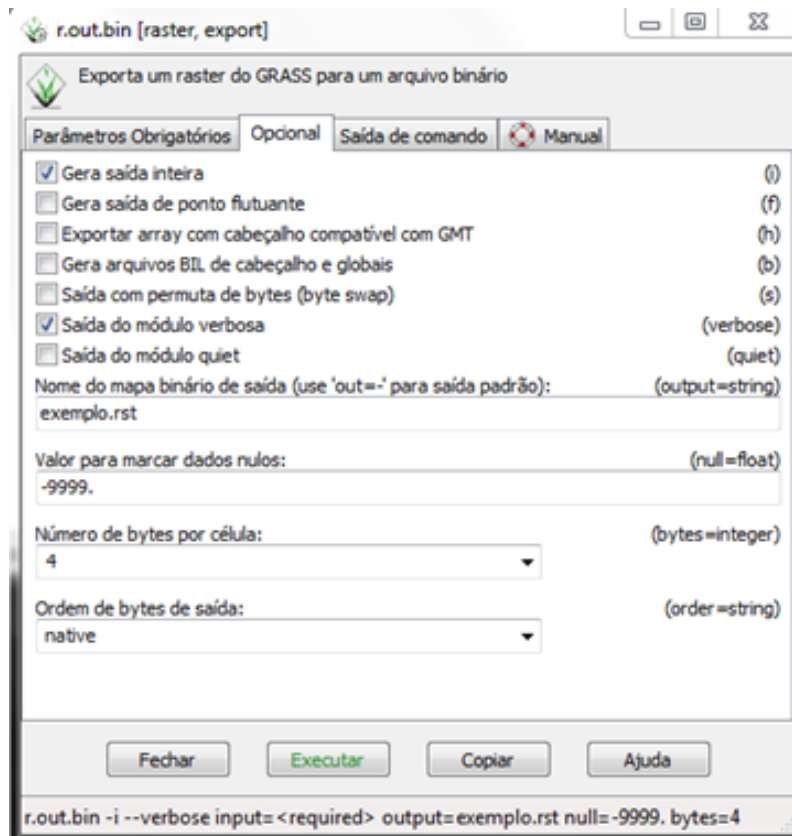 r.out.bin [raster, export]
Exporta um raster do GRASS para um arquivo binário
Parâmetros Obrigatórios Opcional Saída de comando Manual
Gera saída inteira (i)
Gera saída de ponto flutuante (f)
Exportar array com cabeçalho compatível com GMT (h)
Gera arquivos BIL de cabeçalho e globais (b)
Saída com permuta de bytes (byte swap) (s)
Saída do módulo verbosa (verbose)
Saída do módulo quiet (quiet)
Nome do mapa binário de saída (use 'out=-' para saída padrão): (output=string)
exemplo.rst
Valor para marcar dados nulos: (null=float)
-9999.
Número de bytes por célula: (bytes=integer)
4
Ordem de bytes de saída: (order=string)
native
Fechar Executar Copiar Ajuda
r.out.bin -i --verbose input=<required> output=exemplo.rst null=-9999. bytes=4